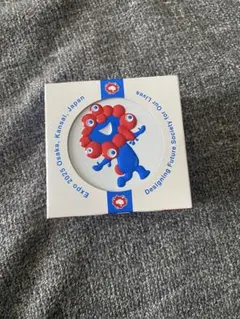 Expo 2025 Osaka, Kansai, Japan
Designing Future Society for Our Lives